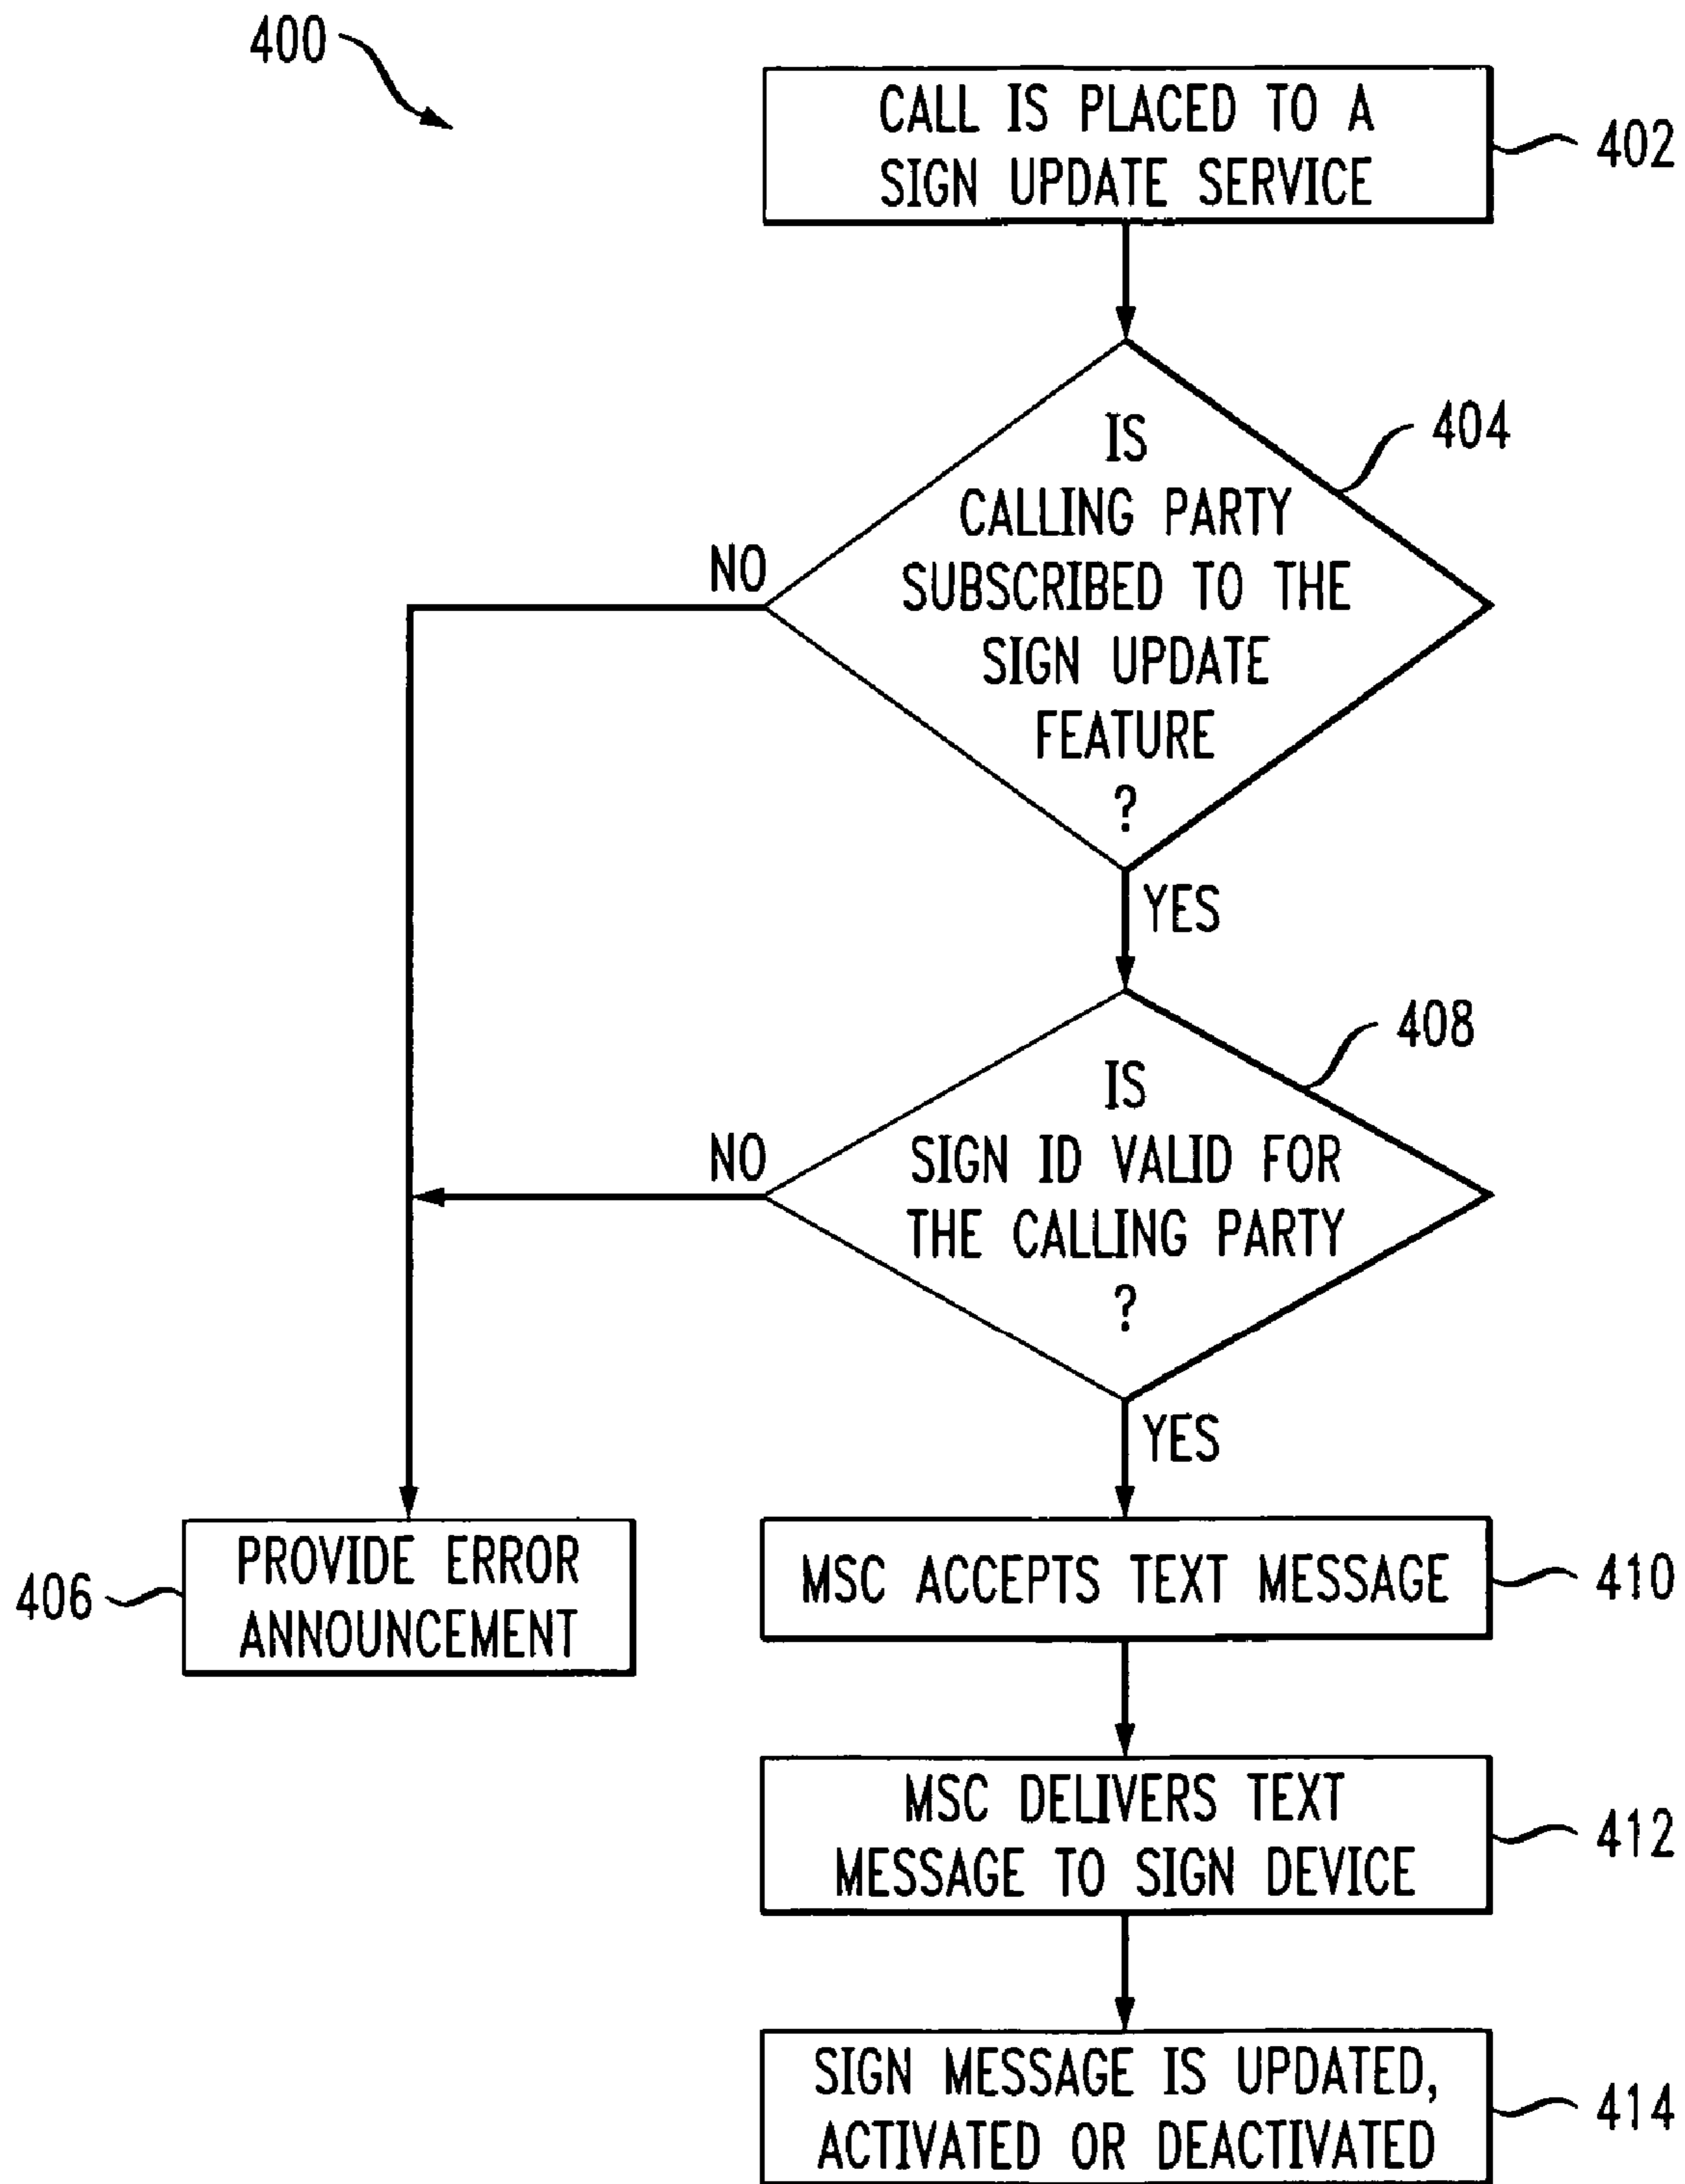 400
CALL IS PLACED TO A
SIGN UPDATE SERVICE
402
IS
CALLING PARTY
SUBSCRIBED TO THE
SIGN UPDATE
FEATURE
?
404
NO
YES
IS
SIGN ID VALID FOR
THE CALLING PARTY
?
408
NO
YES
PROVIDE ERROR
ANNOUNCEMENT
406
MSC ACCEPTS TEXT MESSAGE
410
MSC DELIVERS TEXT
MESSAGE TO SIGN DEVICE
412
SIGN MESSAGE IS UPDATED,
ACTIVATED OR DEACTIVATED
414